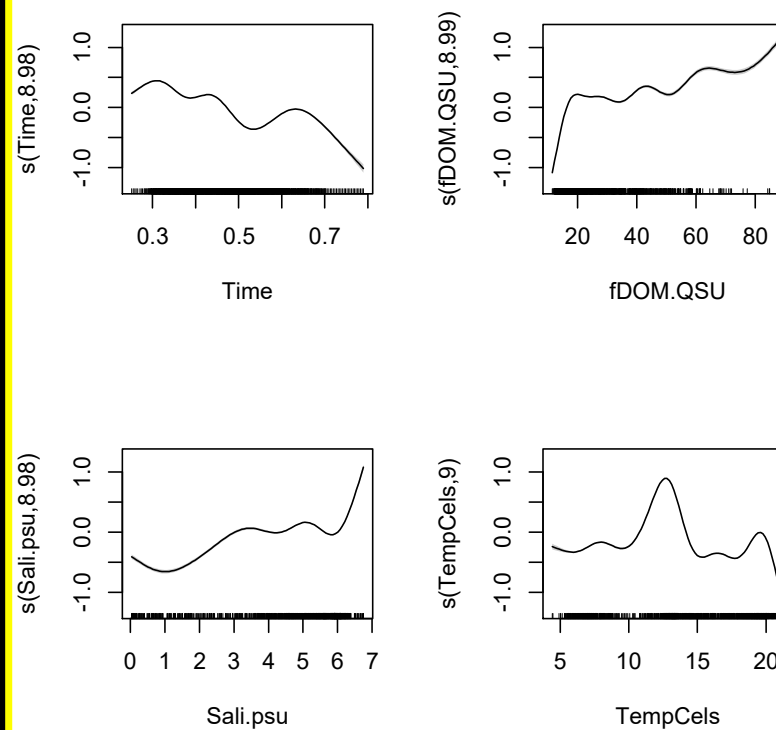 s(Time,8.98)
1.0
0.0
-1.0
0.3 0.5 0.7
Time
s(fDOM.QSU,8.99)
1.0
0.0
-1.0
20 40 60 80
fDOM.QSU
s(Sali.psu,8.98)
1.0
0.0
-1.0
0 1 2 3 4 5 6 7
Sali.psu
s(TempCels,9)
1.0
0.0
-1.0
5 10 15 20
TempCels